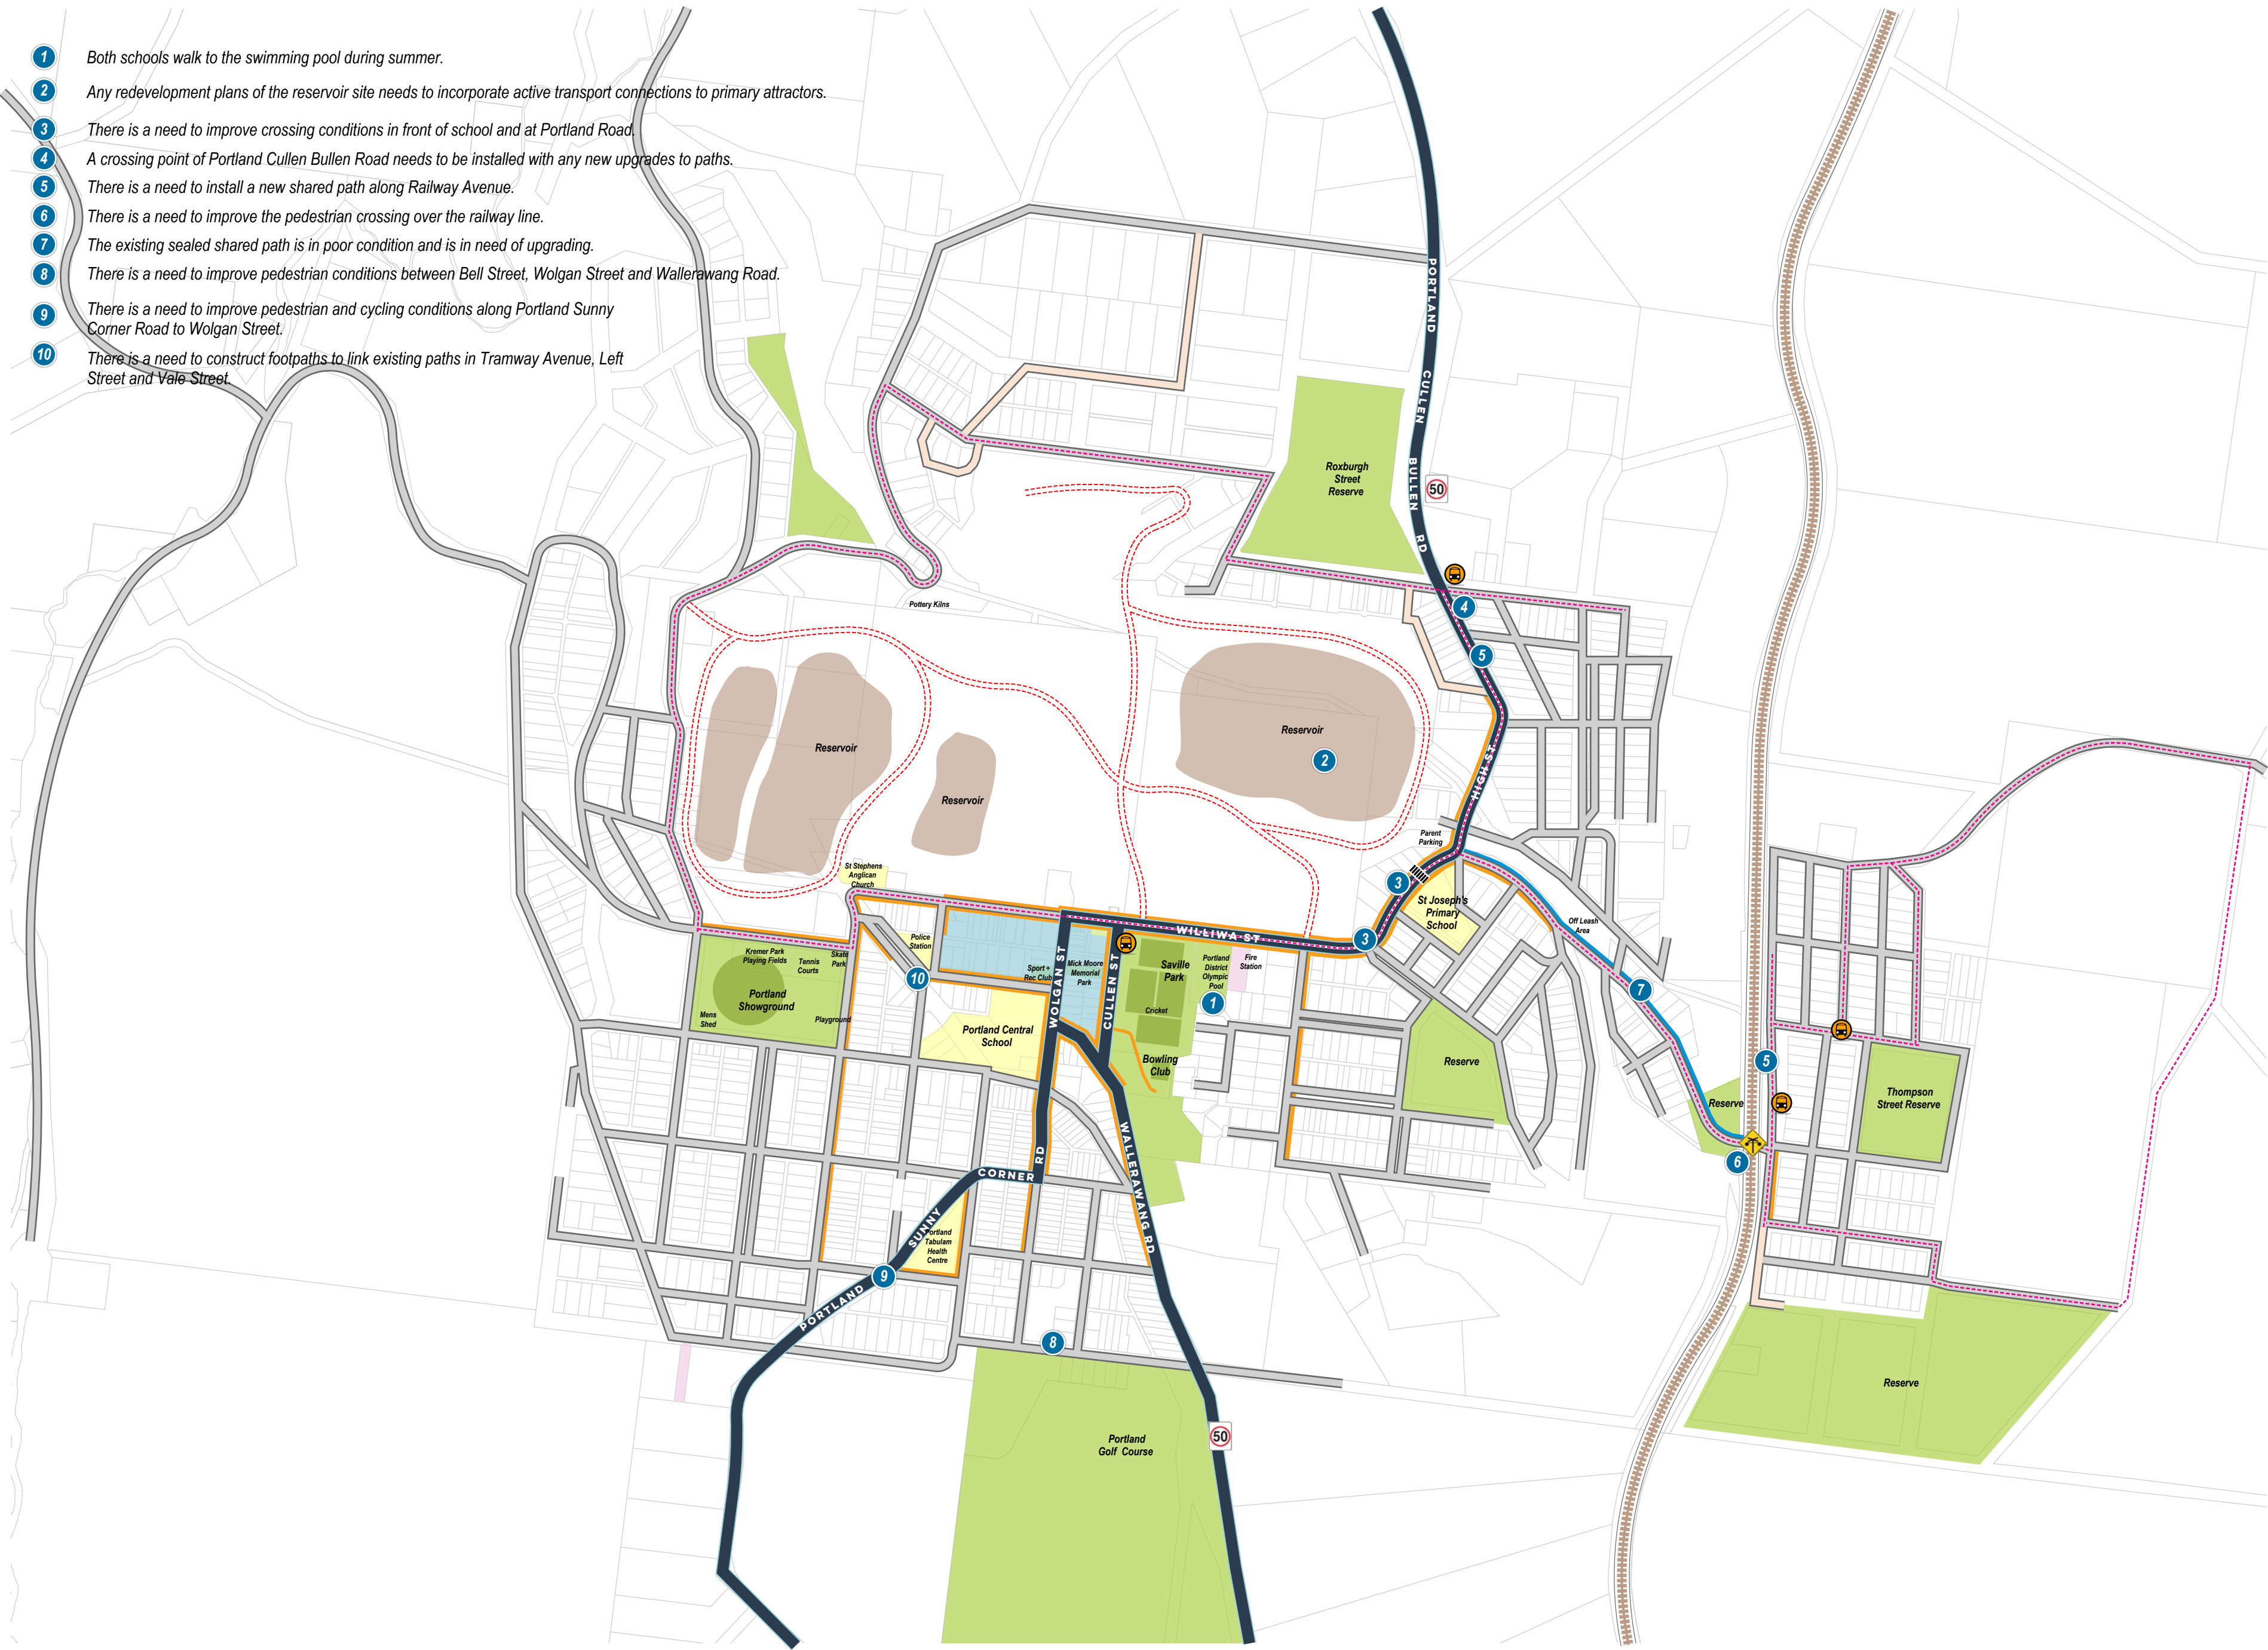 1 Both schools walk to the swimming pool during summer.
2 Any redevelopment plans of the reservoir site needs to incorporate active transport connections to primary attractors.
3 There is a need to improve crossing conditions in front of school and at Portland Road.
4 A crossing point of Portland Cullen Bullen Road needs to be installed with any new upgrades to paths.
5 There is a need to install a new shared path along Railway Avenue.
6 There is a need to improve the pedestrian crossing over the railway line.
7 The existing sealed shared path is in poor condition and is in need of upgrading.
8 There is a need to improve pedestrian conditions between Bell Street, Wolgan Street and Wallerawang Road.
9 There is a need to improve pedestrian and cycling conditions along Portland Sunny
Corner Road to Wolgan Street.
10 There is a need to construct footpaths to link existing paths in Tramway Avenue, Left
Street and Vale Street.
PORTLAND CULLEN BULLEN RD
Roxburgh
Street
Reserve
50
4
5
Pottery Kilns
Reservoir
Reservoir
Reservoir
2
HIGH ST
Parent
Parking
3
St Joseph's
Primary
School
Off Leash
Area
St Stephens
Anglican
Church
Police
Station
Kremer Park
Playing Fields
Tennis
Courts
Skate
Park
Portland
Showground
Mens
Shed
Playground
10
Sport +
Rec Club
WOLGAN ST
Mick Moore
Memorial
Park
CULLEN ST
WILLIWA ST
3
Saville
Park
Portland
District
Olympic
Pool
Fire
Station
1
Cricket
Portland Central
School
Bowling
Club
Reserve
7
5
Reserve
Thompson
Street Reserve
6
WALLERAWANG RD
PORTLAND SUNNY CORNER RD
Portland
Tabulam
Health
Centre
9
8
Portland
Golf Course
50
Reserve